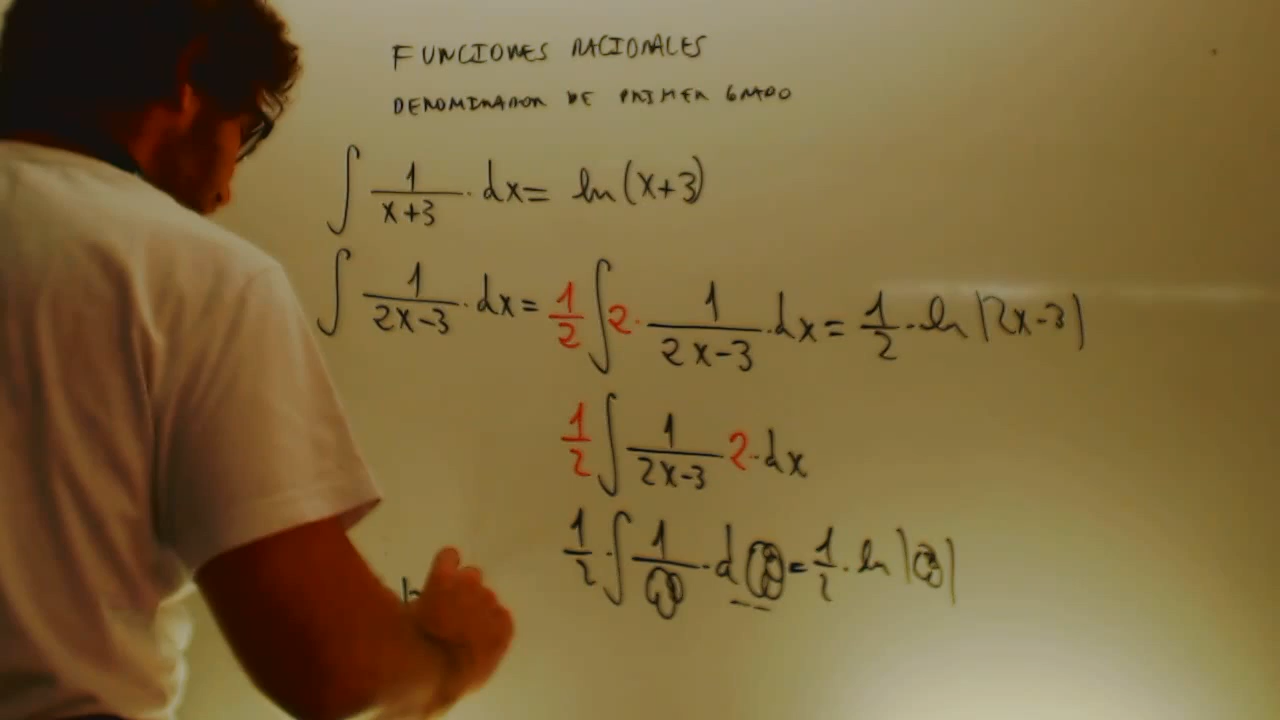 FUNCIONES RACIONALES
DENOMINADOR DE PRIMER GRADO
∫ 1/(x+3) · dx = ln(x+3)
∫ 1/(2x-3) · dx = 1/2 ∫ 2 · 1/(2x-3) · dx = 1/2 · ln |2x-3|
1/2 ∫ 1/(2x-3) 2 · dx
1/2 · ∫ 1/ · d = 1/2 · ln | |